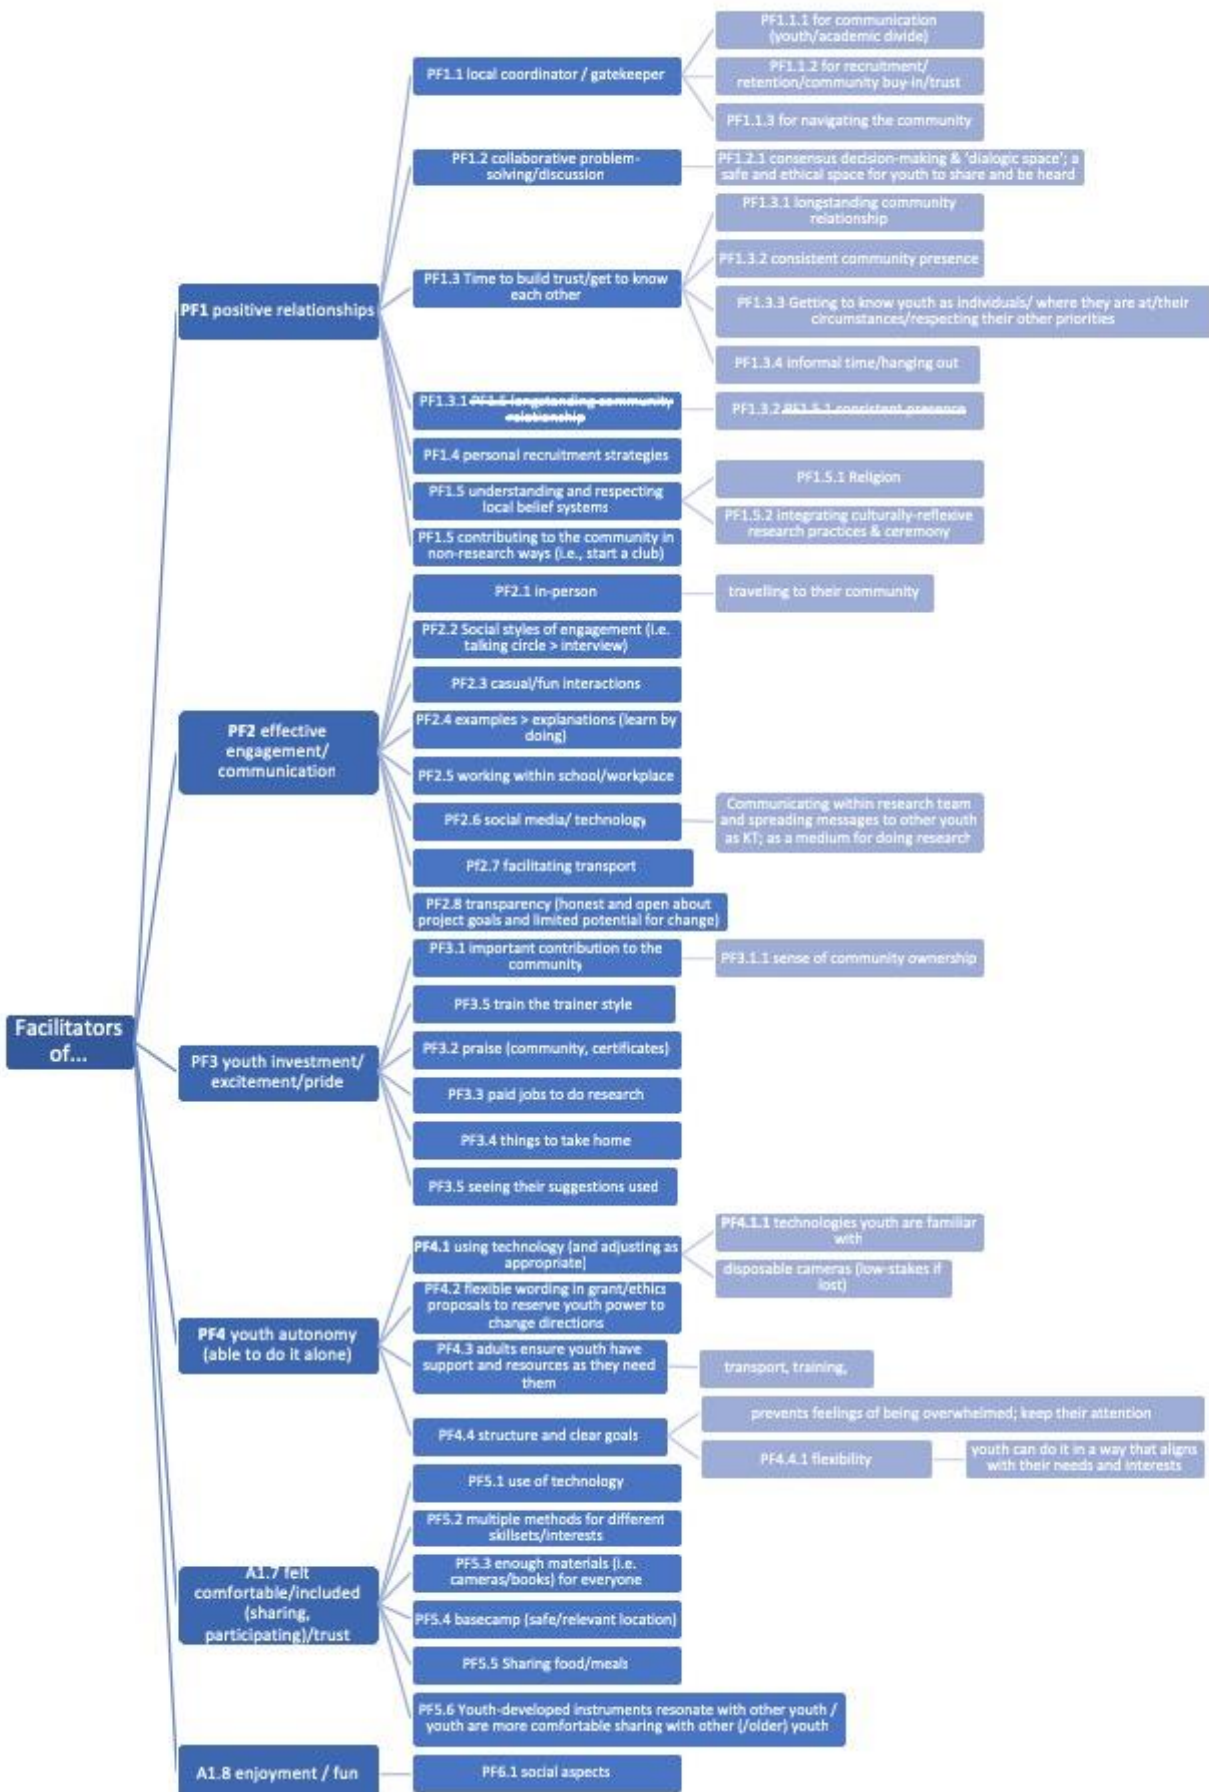 PF1.1.1 for communication
(youth/academic divide)
PF1.1 local coordinator / gatekeeper
PF1.1.2 for recruitment/
retention/community buy-in/trust
PF1.1.3 for navigating the community
PF1.2 collaborative problem-
solving/discussion
PF1.2.1 consensus decision-making & 'dialogic space'; a
safe and ethical space for youth to share and be heard
PF1.3.1 longstanding community
relationship
PF1.3.2 consistent community presence
PF1.3 Time to build trust/get to know
each other
PF1 positive relationships
PF1.3.3 Getting to know youth as individuals/ where they are at/their
circumstances/respecting their other priorities
PF1.3.4 informal time/hanging out
PF1.3.1 PF1.5 longstanding community
relationship
PF1.3.2 PF1.5.1 consistent presence
PF1.4 personal recruitment strategies
PF1.5 understanding and respecting
local belief systems
PF1.5.1 Religion
PF1.5.2 integrating culturally-reflexive
research practices & ceremony
PF1.5 contributing to the community in
non-research ways (i.e., start a club)
PF2.1 in-person
travelling to their community
PF2.2 Social styles of engagement (i.e.
talking circle > interview)
PF2.3 casual/fun interactions
PF2 effective
engagement/
communication
PF2.4 examples > explanations (learn by
doing)
PF2.5 working within school/workplace
PF2.6 social media/ technology
Communicating within research team
and spreading messages to other youth
as KT; as a medium for doing research
Pf2.7 facilitating transport
PF2.8 transparency (honest and open about
project goals and limited potential for change)
PF3.1 important contribution to the
community
PF3.1.1 sense of community ownership
PF3.5 train the trainer style
Facilitators
of...
PF3 youth investment/
excitement/pride
PF3.2 praise (community, certificates)
PF3.3 paid jobs to do research
PF3.4 things to take home
PF3.5 seeing their suggestions used
PF4.1.1 technologies youth are familiar
with
PF4.1 using technology (and adjusting as
appropriate)
disposable cameras (low-stakes if
lost)
PF4.2 flexible wording in grant/ethics
proposals to reserve youth power to
change directions
PF4 youth autonomy
(able to do it alone)
PF4.3 adults ensure youth have
support and resources as they need
them
transport, training,
prevents feelings of being overwhelmed; keep their attention
PF4.4 structure and clear goals
PF4.4.1 flexibility
youth can do it in a way that aligns
with their needs and interests
PF5.1 use of technology
PF5.2 multiple methods for different
skillsets/interests
A1.7 felt
comfortable/included
(sharing,
participating)/trust
PF5.3 enough materials (i.e.
cameras/books) for everyone
PF5.4 basecamp (safe/relevant location)
PF5.5 Sharing food/meals
PF5.6 Youth-developed instruments resonate with other youth /
youth are more comfortable sharing with other (/older) youth
A1.8 enjoyment / fun
PF6.1 social aspects